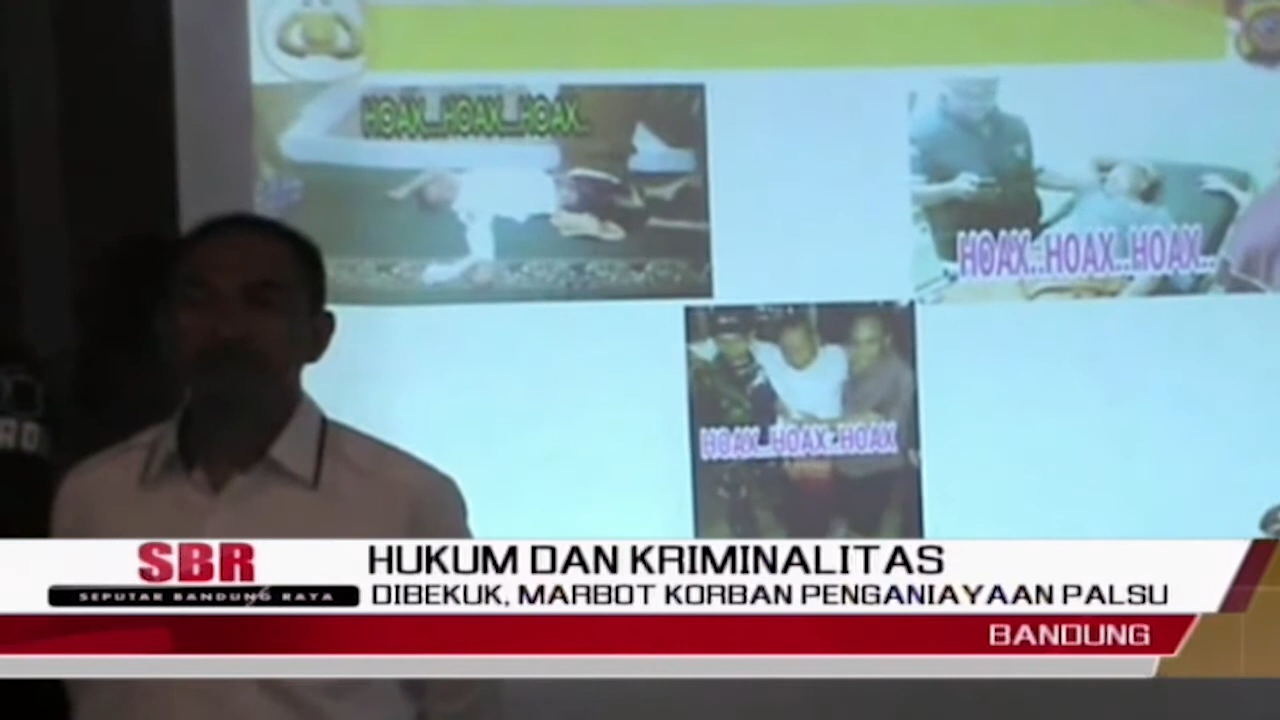 HOAX...HOAX...HOAX..
HOAX..HOAX..HOAX..
HOAX..HOAX..HOAX
SBR
SEPUTAR BANDUNG RAYA
HUKUM DAN KRIMINALITAS
DIBEKUK, MARBOT KORBAN PENGANIAYAAN PALSU
BANDUNG